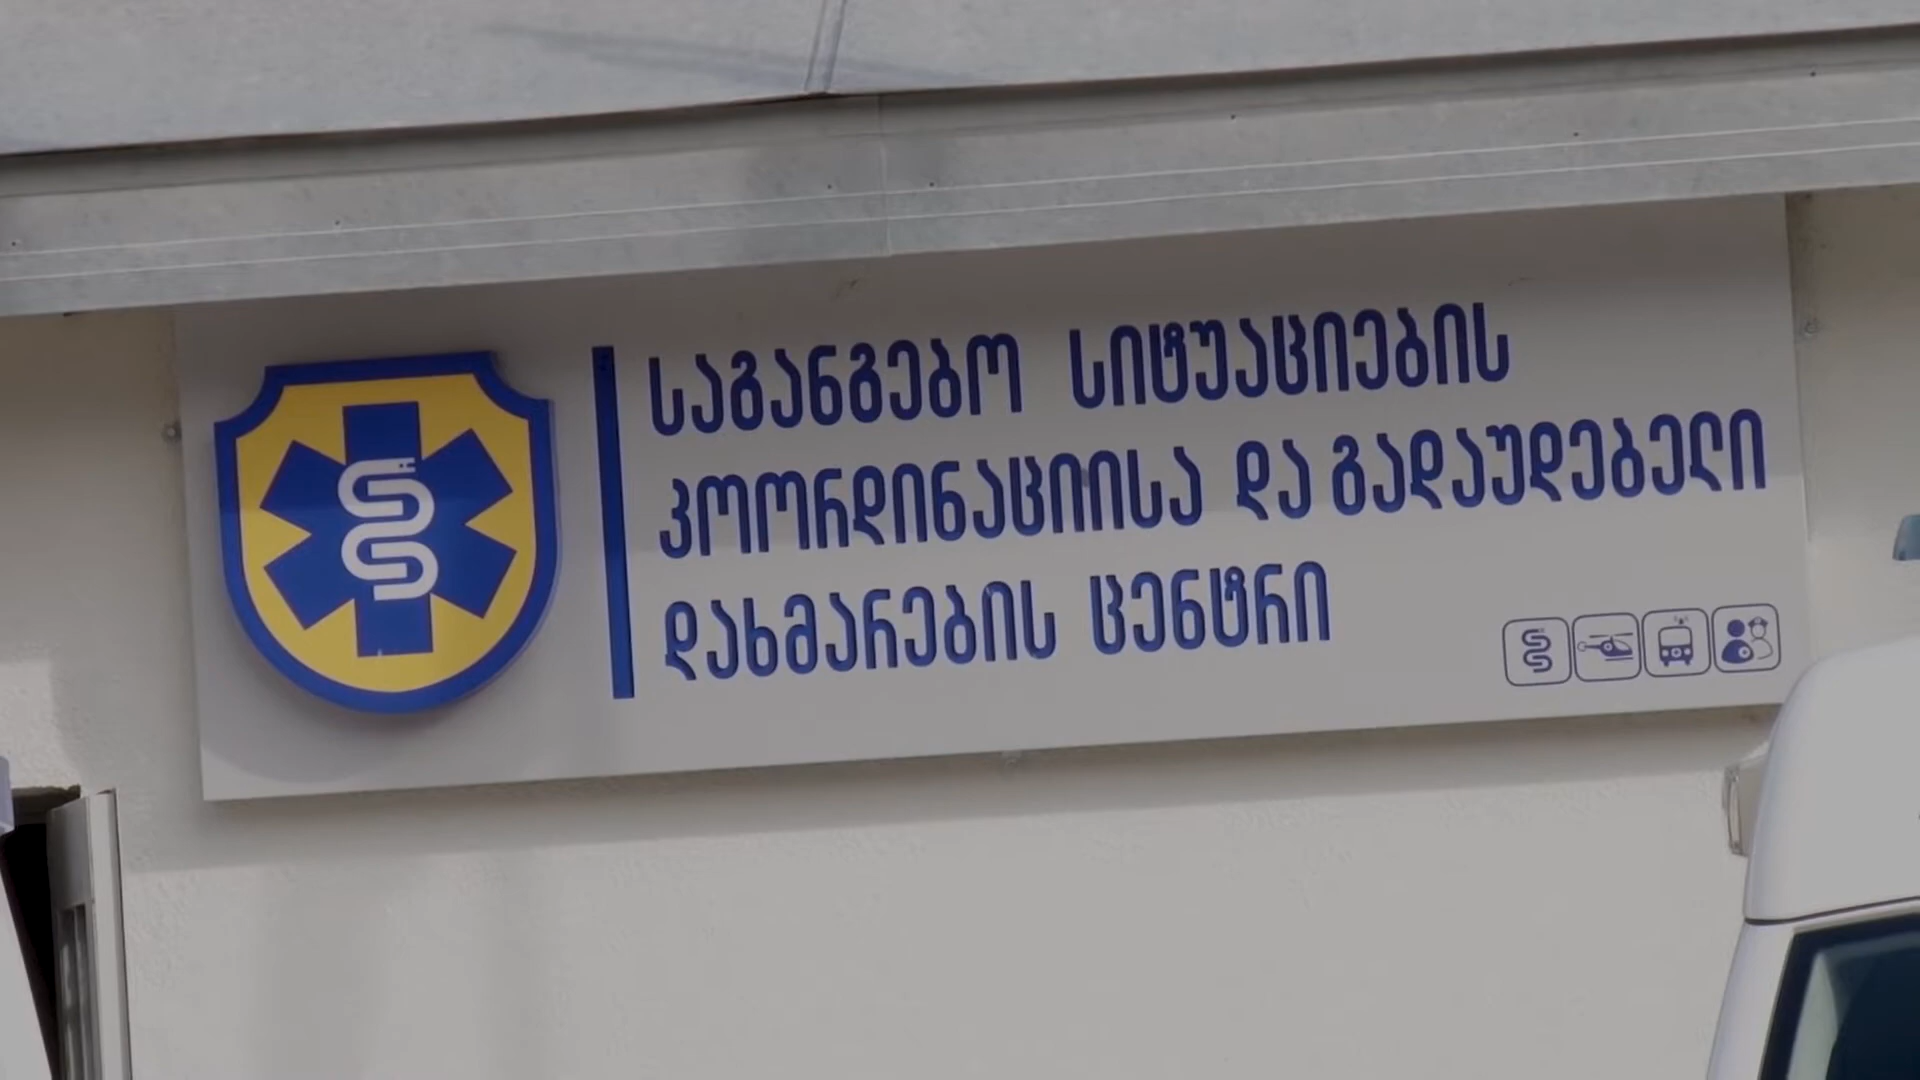 საგანგებო სიტუაციების
კოორდინაციისა და გადაუდებელი
დახმარების ცენტრი